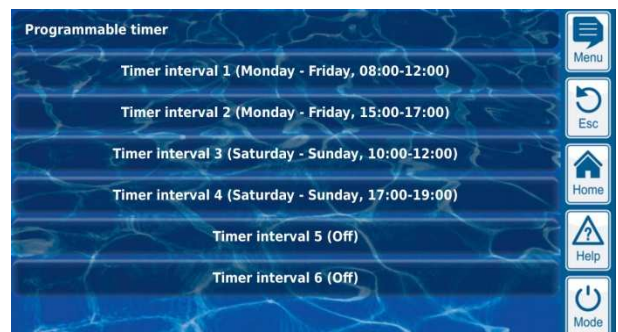 Programmable timer
Timer interval 1 (Monday - Friday, 08:00-12:00)
Timer interval 2 (Monday - Friday, 15:00-17:00)
Timer interval 3 (Saturday - Sunday, 10:00-12:00)
Timer interval 4 (Saturday - Sunday, 17:00-19:00)
Timer interval 5 (Off)
Timer interval 6 (Off)
Menu
Esc
Home
?
Help
Mode